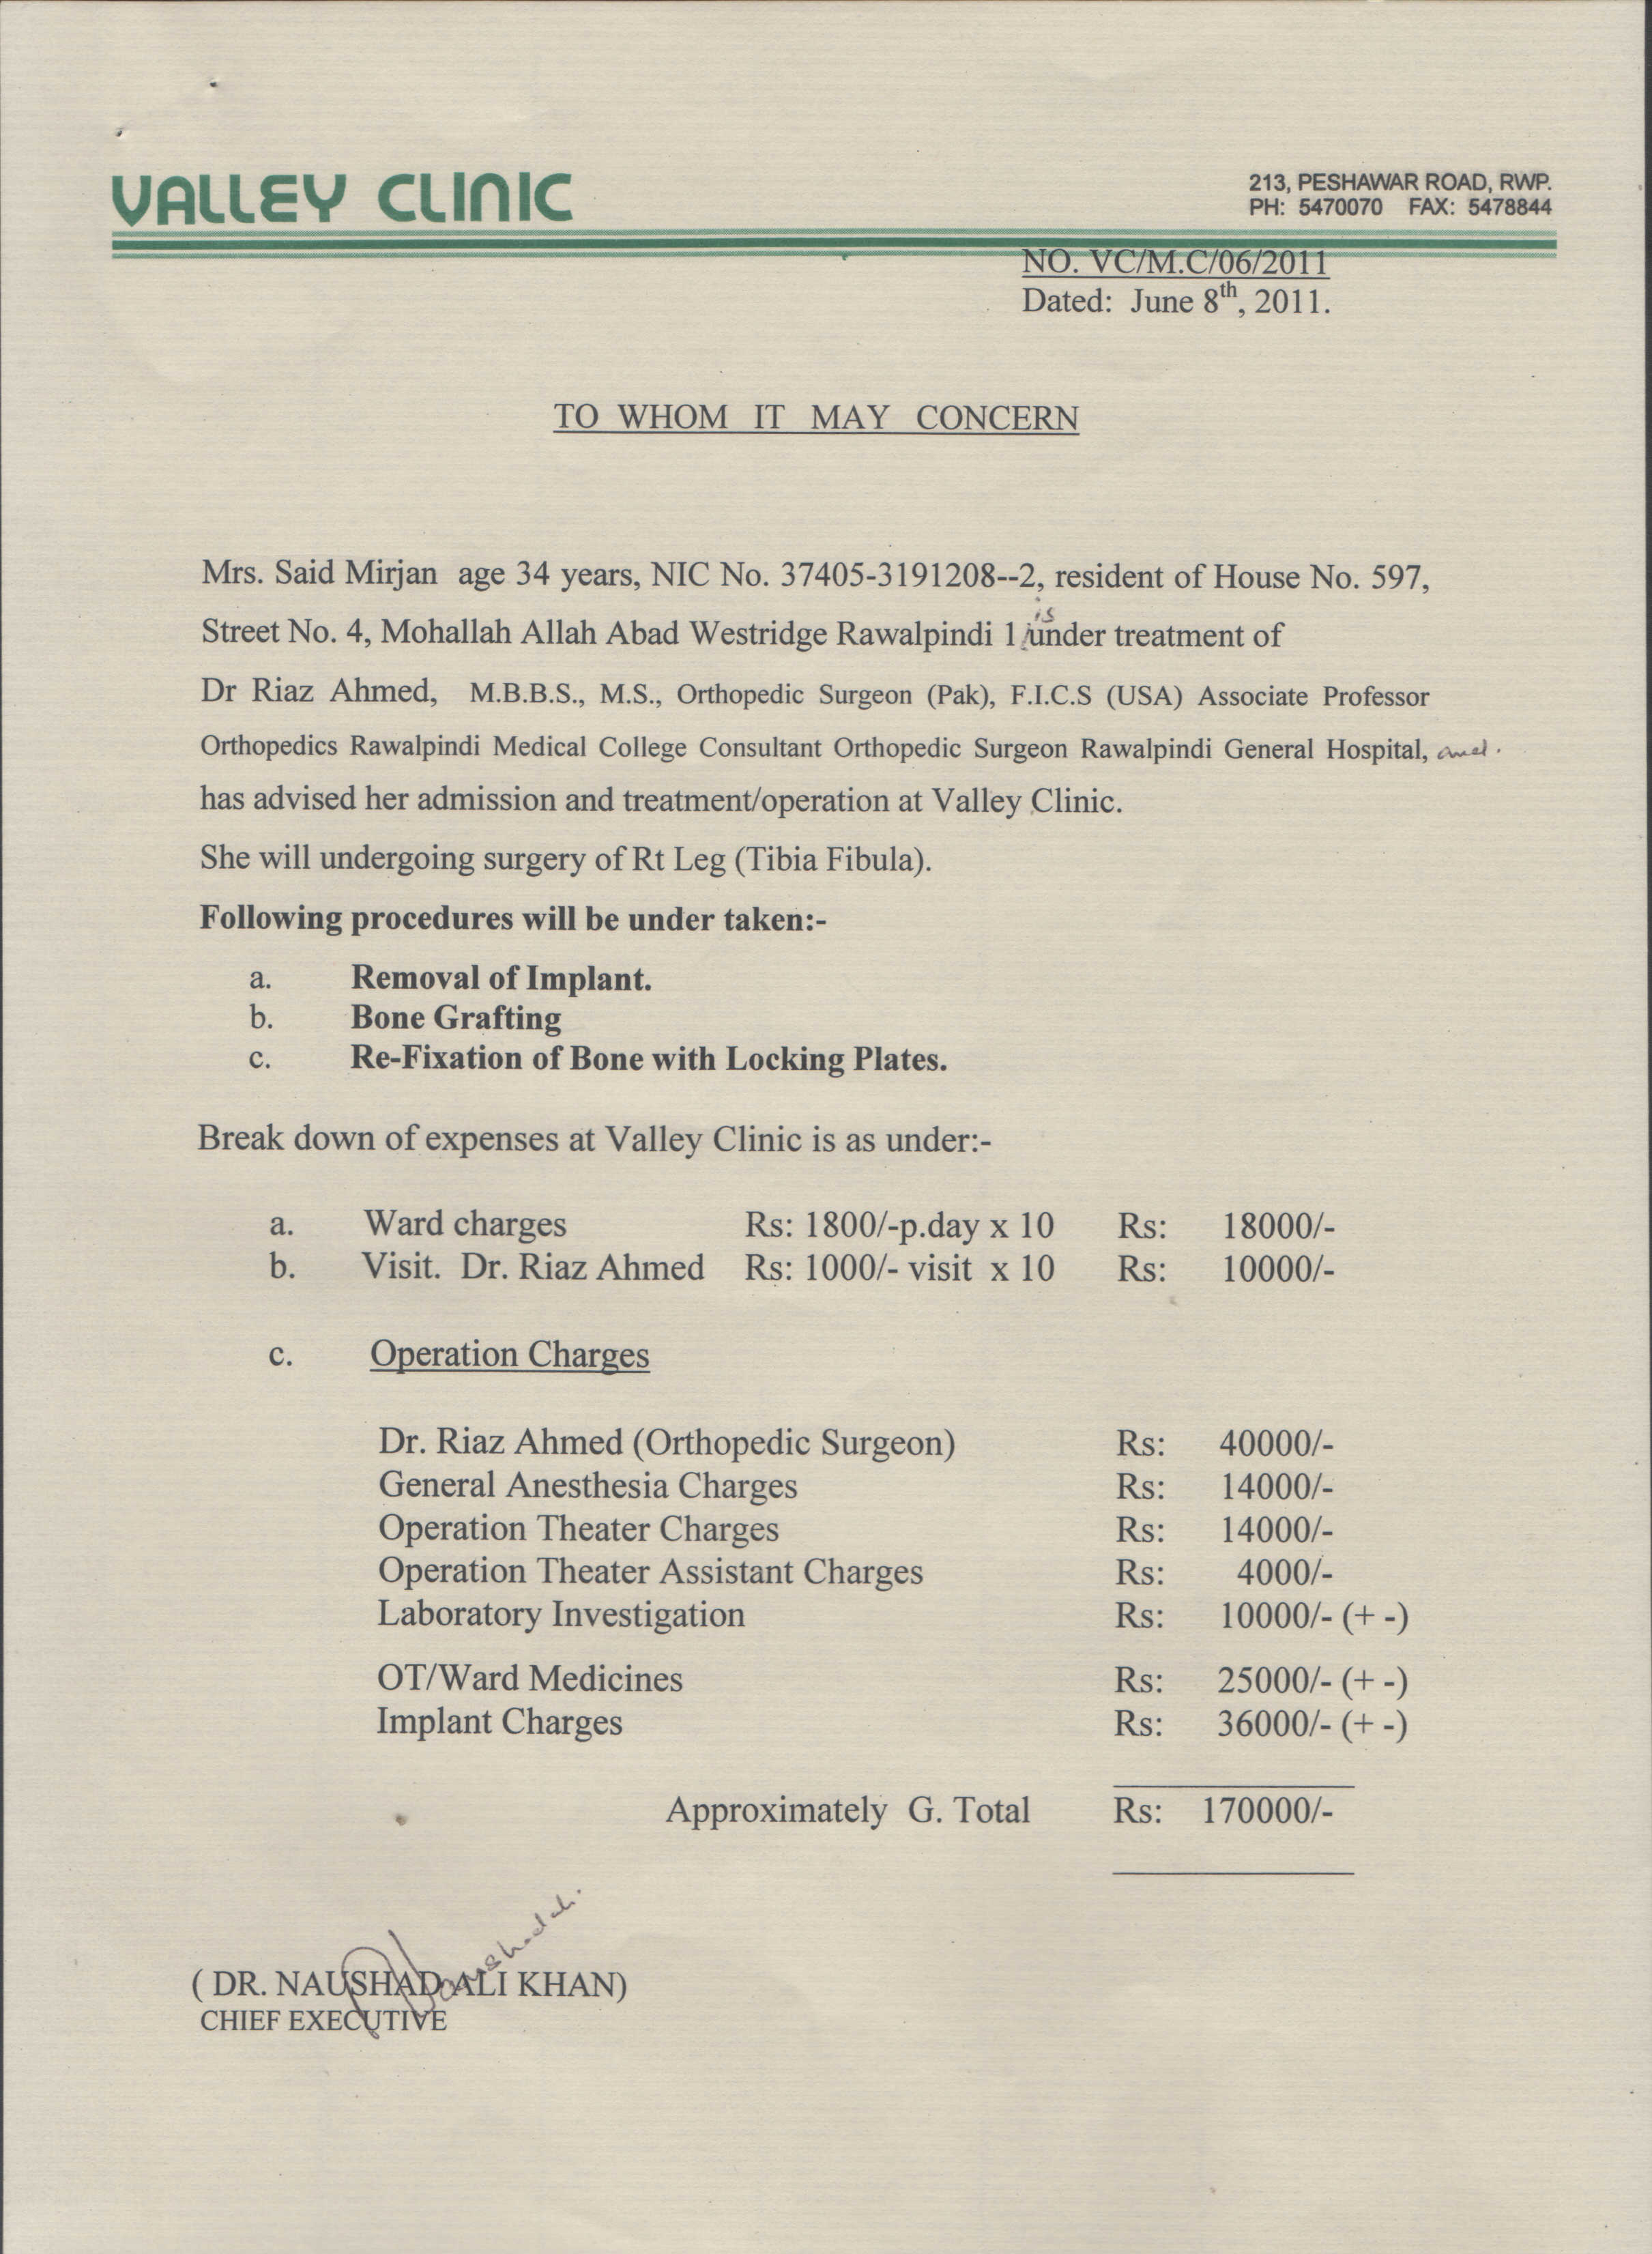 VALLEY CLINIC
213, PESHAWAR ROAD, RWP.
PH: 5470070 FAX: 5478844
NO. VC/M.C/06/2011
Dated: June 8th, 2011.
TO WHOM IT MAY CONCERN
Mrs. Said Mirjan age 34 years, NIC No. 37405-3191208--2, resident of House No. 597,
Street No. 4, Mohallah Allah Abad Westridge Rawalpindi 1 is under treatment of
Dr Riaz Ahmed, M.B.B.S., M.S., Orthopedic Surgeon (Pak), F.I.C.S (USA) Associate Professor
Orthopedics Rawalpindi Medical College Consultant Orthopedic Surgeon Rawalpindi General Hospital, and.
has advised her admission and treatment/operation at Valley Clinic.
She will undergoing surgery of Rt Leg (Tibia Fibula).
Following procedures will be under taken:-
a. Removal of Implant.
b. Bone Grafting
c. Re-Fixation of Bone with Locking Plates.
Break down of expenses at Valley Clinic is as under:-
a. Ward charges Rs: 1800/-p.day x 10 Rs: 18000/-
b. Visit. Dr. Riaz Ahmed Rs: 1000/- visit x 10 Rs: 10000/-
c. Operation Charges
Dr. Riaz Ahmed (Orthopedic Surgeon) Rs: 40000/-
General Anesthesia Charges Rs: 14000/-
Operation Theater Charges Rs: 14000/-
Operation Theater Assistant Charges Rs: 4000/-
Laboratory Investigation Rs: 10000/- (+ -)
OT/Ward Medicines Rs: 25000/- (+ -)
Implant Charges Rs: 36000/- (+ -)
Approximately G. Total Rs: 170000/-
( DR. NAUSHAD ALI KHAN)
CHIEF EXECUTIVE